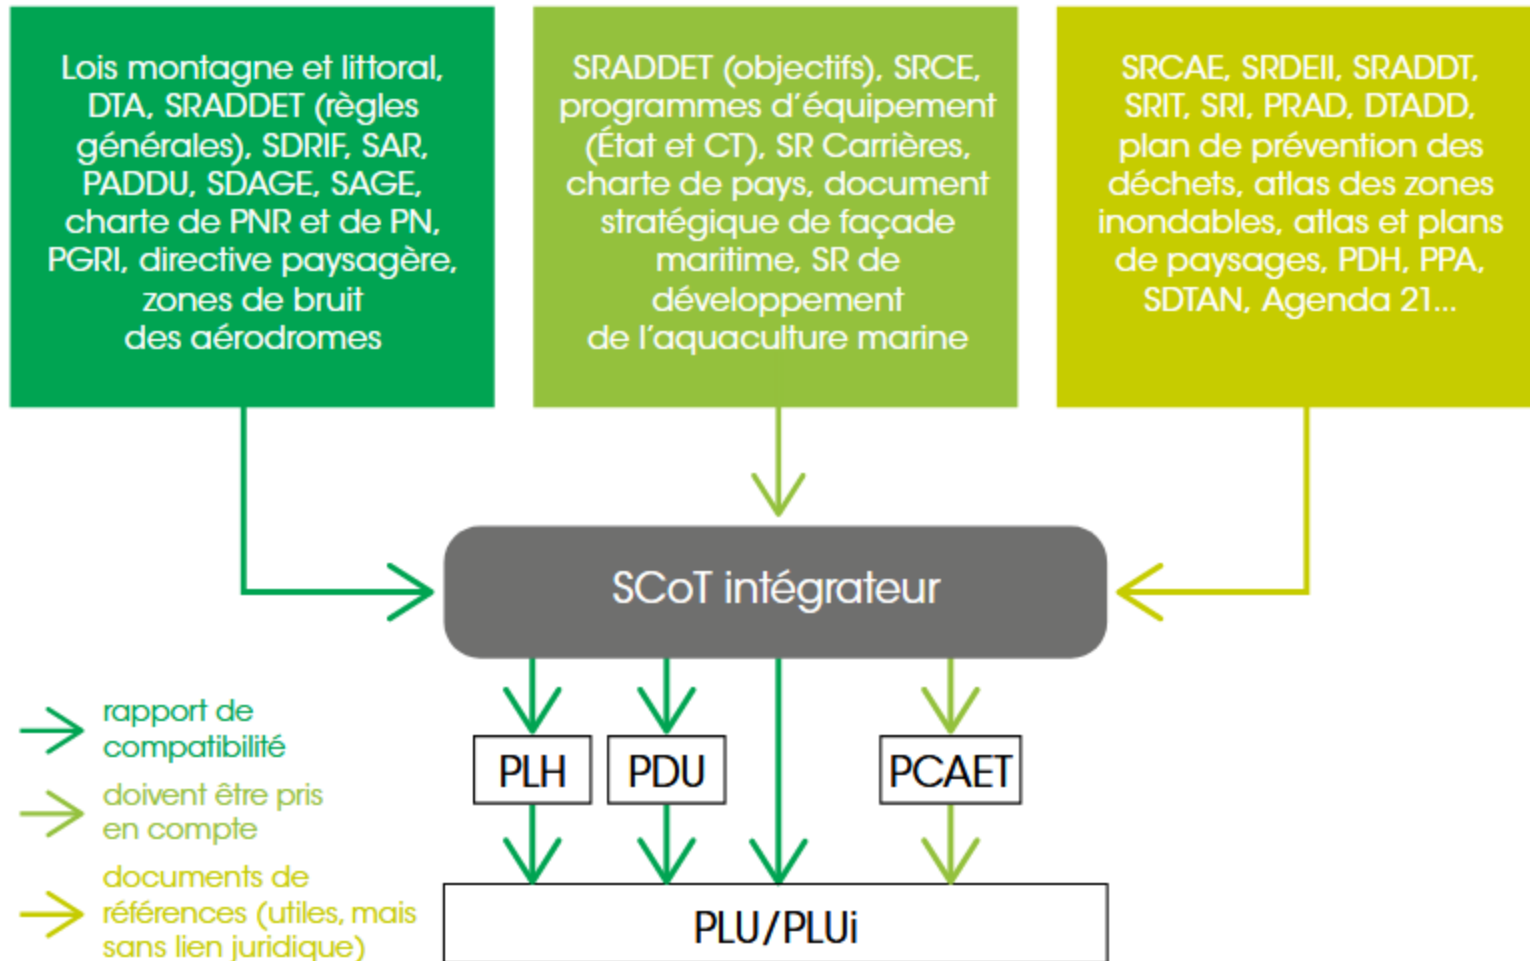 Lois montagne et littoral,
DTA, SRADDET (règles
générales), SDRIF, SAR,
PADDU, SDAGE, SAGE,
charte de PNR et de PN,
PGRI, directive paysagère,
zones de bruit
des aérodromes
SRADDET (objectifs), SRCE,
programmes d'équipement
(État et CT), SR Carrières,
charte de pays, document
stratégique de façade
maritime, SR de
développement
de l'aquaculture marine
SRCAE, SRDEII, SRADDT,
SRIT, SRI, PRAD, DTADD,
plan de prévention des
déchets, atlas des zones
inondables, atlas et plans
de paysages, PDH, PPA,
SDTAN, Agenda 21...
SCoT intégrateur
rapport de
compatibilité
doivent être pris
en compte
documents de
références (utiles, mais
sans lien juridique)
PLH
PDU
PCAET
PLU/PLUi